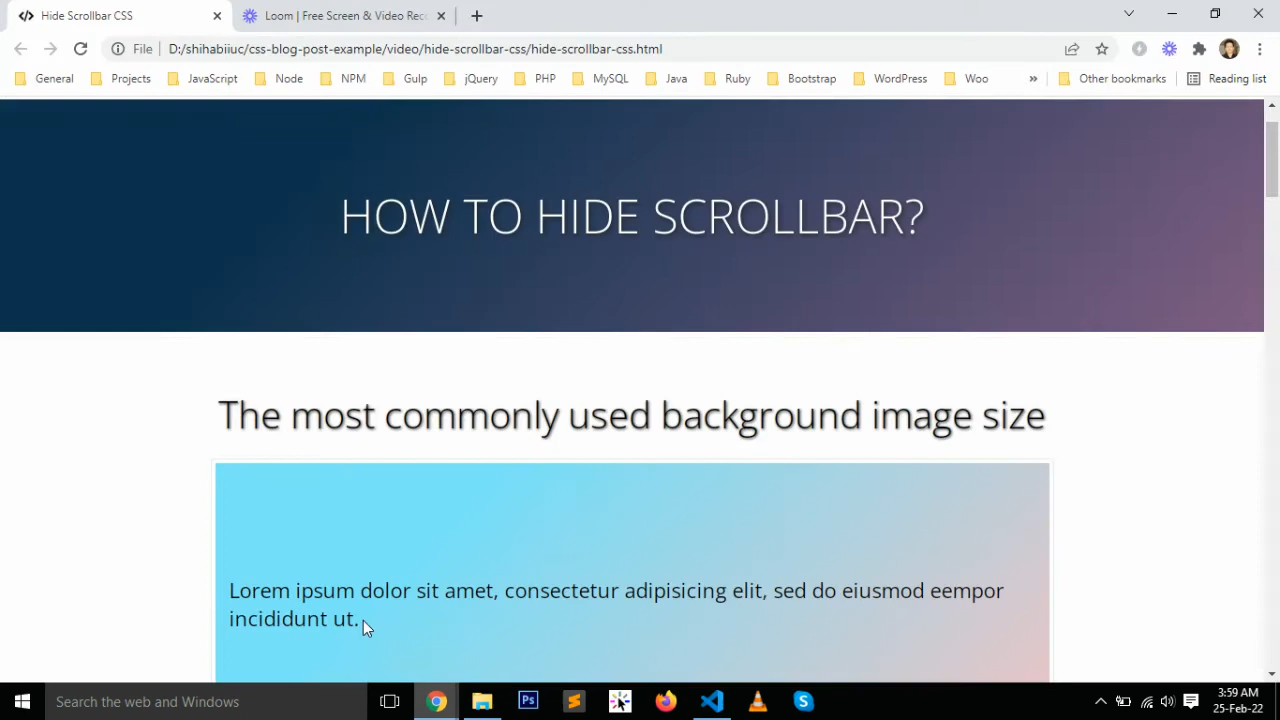 Hide Scrollbar CSS
Loom | Free Screen & Video Rec
File
D:/shihabiiuc/css-blog-post-example/video/hide-scrollbar-css/hide-scrollbar-css.html
General
Projects
JavaScript
Node
NPM
Gulp
jQuery
PHP
MySQL
Java
Ruby
Bootstrap
WordPress
Woo
»
Other bookmarks
Reading list
HOW TO HIDE SCROLLBAR?
The most commonly used background image size
Lorem ipsum dolor sit amet, consectetur adipisicing elit, sed do eiusmod eempor
incididunt ut.
Search the web and Windows
Ps
3:59 AM
25-Feb-22